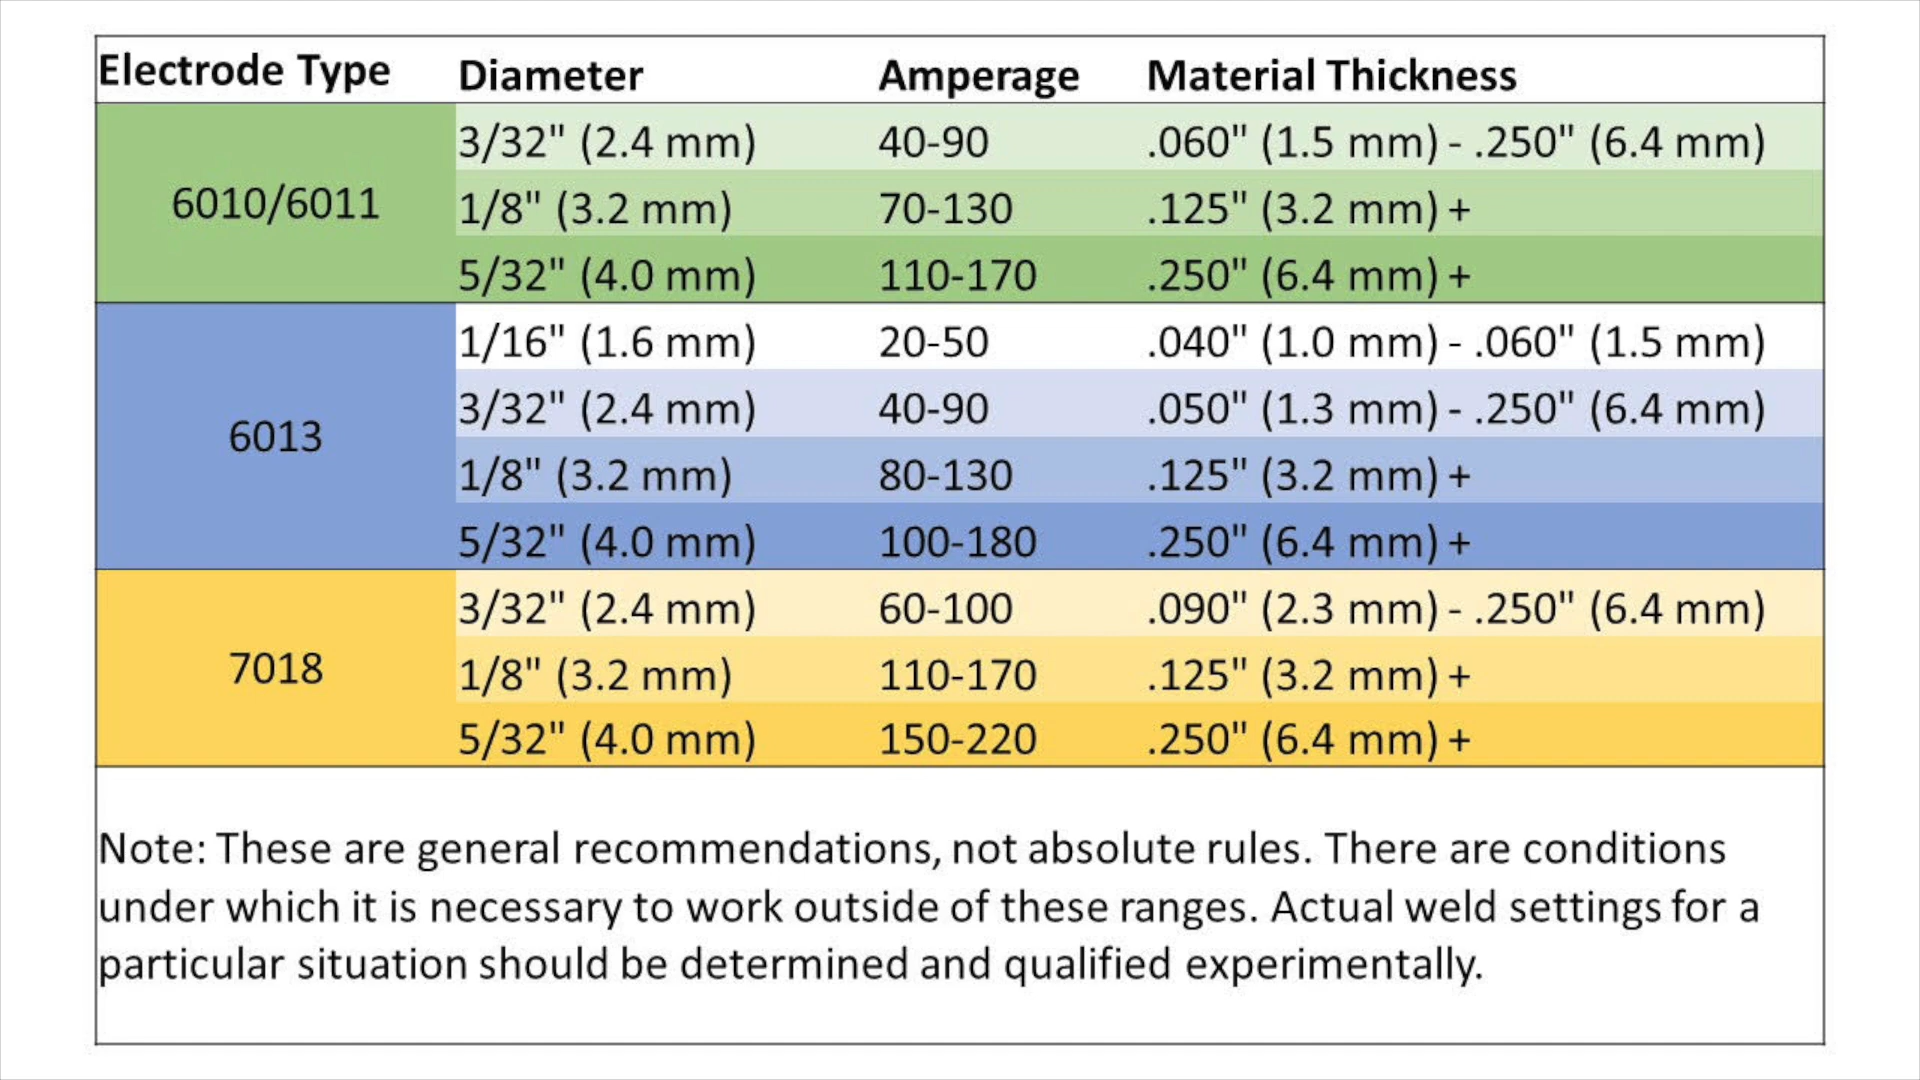 Electrode Type Diameter Amperage Material Thickness
6010/6011
3/32" (2.4 mm) 40-90 .060" (1.5 mm) - .250" (6.4 mm)
1/8" (3.2 mm) 70-130 .125" (3.2 mm) +
5/32" (4.0 mm) 110-170 .250" (6.4 mm) +
6013
1/16" (1.6 mm) 20-50 .040" (1.0 mm) - .060" (1.5 mm)
3/32" (2.4 mm) 40-90 .050" (1.3 mm) - .250" (6.4 mm)
1/8" (3.2 mm) 80-130 .125" (3.2 mm) +
5/32" (4.0 mm) 100-180 .250" (6.4 mm) +
7018
3/32" (2.4 mm) 60-100 .090" (2.3 mm) - .250" (6.4 mm)
1/8" (3.2 mm) 110-170 .125" (3.2 mm) +
5/32" (4.0 mm) 150-220 .250" (6.4 mm) +
Note: These are general recommendations, not absolute rules. There are conditions
under which it is necessary to work outside of these ranges. Actual weld settings for a
particular situation should be determined and qualified experimentally.